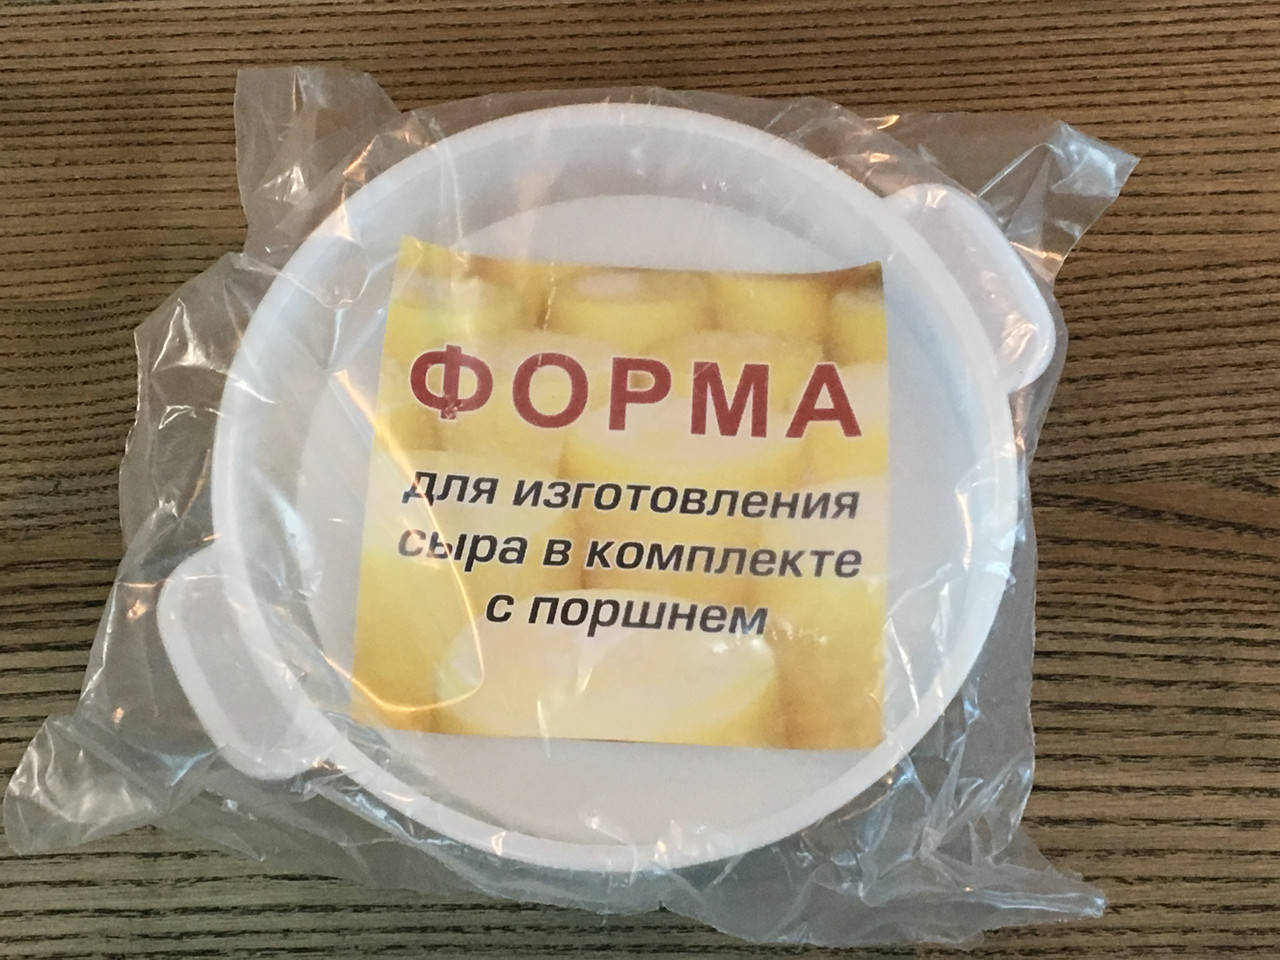 ФОРМА
для изготовления
сыра в комплекте
с поршнем